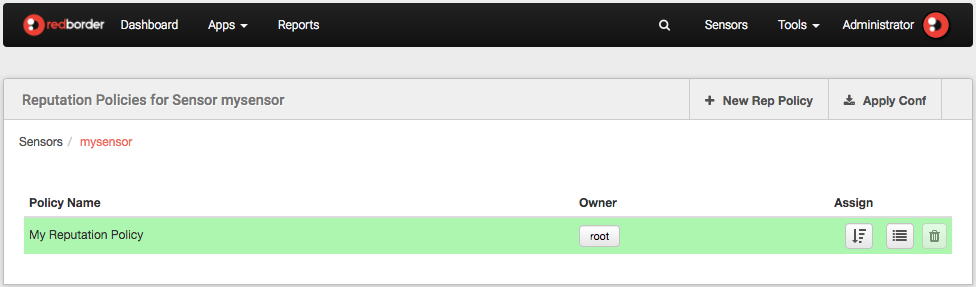 redborder Dashboard Apps Reports Sensors Tools Administrator
Reputation Policies for Sensor mysensor New Rep Policy Apply Conf
Sensors / mysensor
Policy Name Owner Assign
My Reputation Policy root